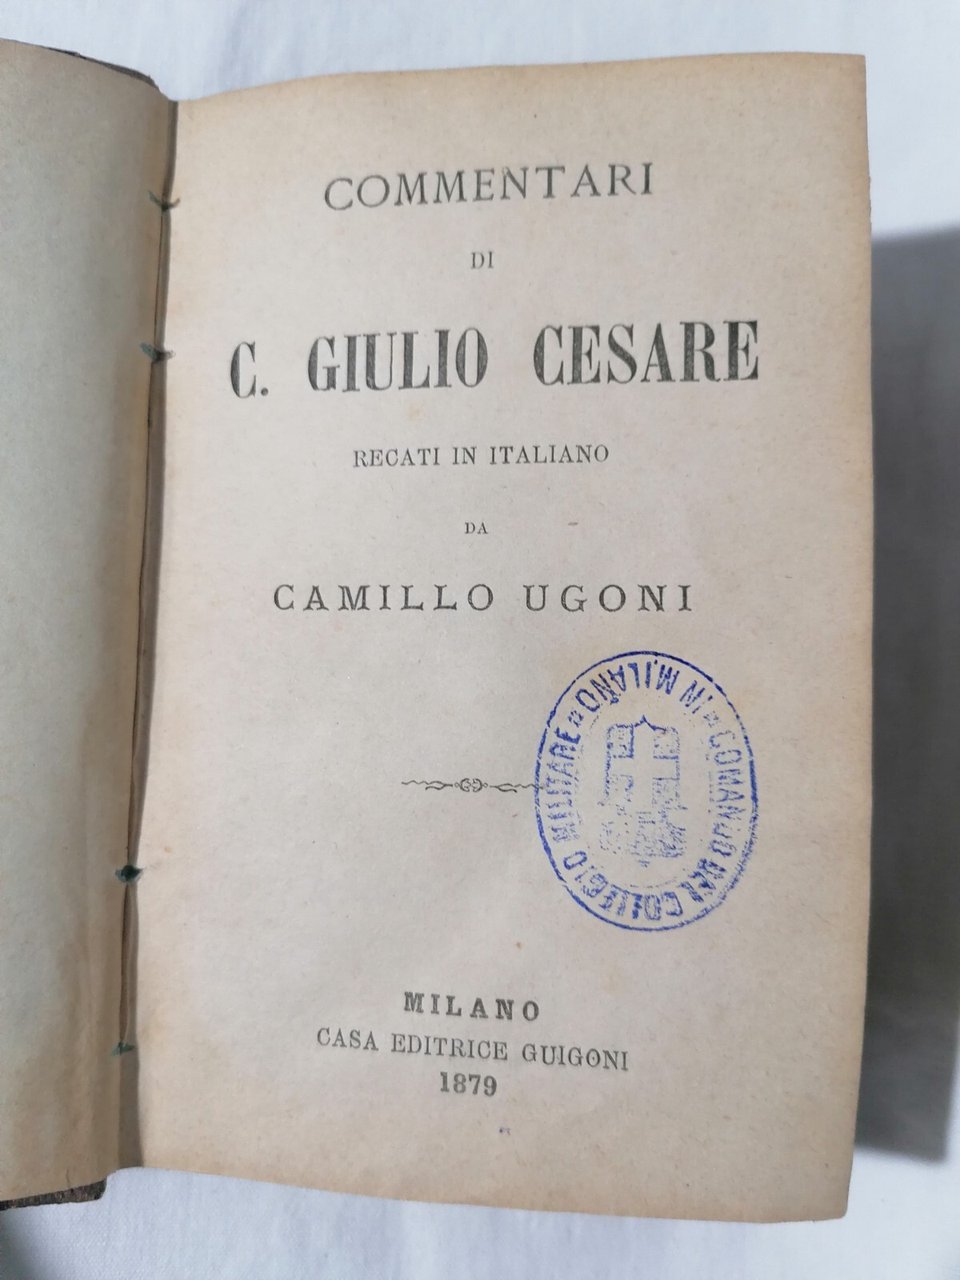 COMMENTARI
DI
C. GIULIO CESARE
RECATI IN ITALIANO
DA
CAMILLO UGONI
COMANDO DEL COLLEGIO MILITARE
IN MILANO
MILANO
CASA EDITRICE GUIGONI
1879